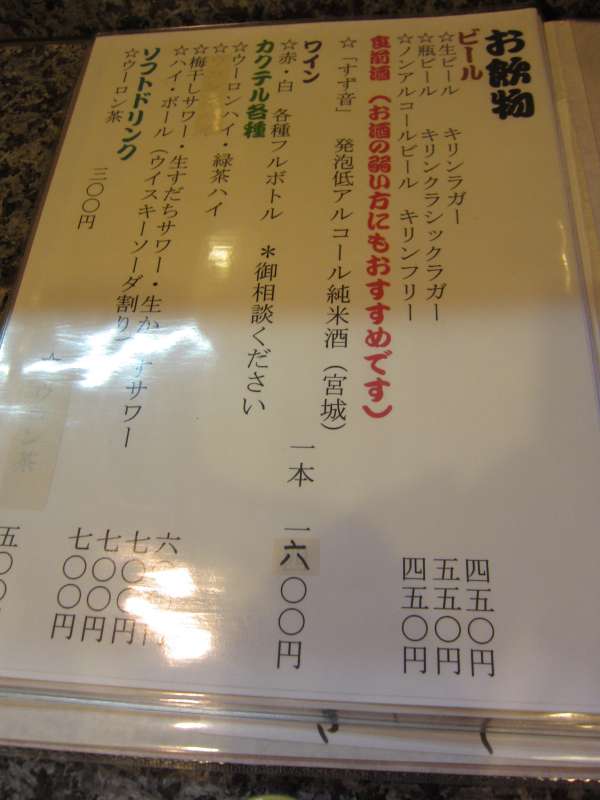 お飲物
ビール
☆生ビール キリンラガー 四五〇円
☆瓶ビール キリンクラシックラガー 五五〇円
☆ノンアルコールビール キリンフリー 四五〇円
食前酒（お酒の弱い方にもおすすめです）
☆「すず音」 発泡低アルコール純米酒（宮城） 一本 一六〇〇円
ワイン
☆赤・白 各種フルボトル ＊御相談ください
カクテル各種
☆ウーロンハイ・緑茶ハイ 六〇〇円
☆梅干しサワー・生すだちサワー・生か サワー 七〇〇円
☆ハイ・ボール（ウイスキーソーダ割り） 七〇〇円
ソフトドリンク
☆ウーロン茶 三〇〇円